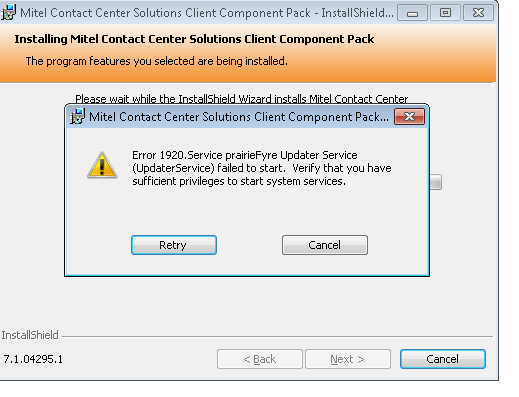 Mitel Contact Center Solutions Client Component Pack - InstallShield...
Installing Mitel Contact Center Solutions Client Component Pack
The program features you selected are being installed.
Please wait while the InstallShield Wizard installs Mitel Contact Center
Mitel Contact Center Solutions Client Component Pack...
Error 1920.Service prairieFyre Updater Service
(UpdaterService) failed to start. Verify that you have
sufficient privileges to start system services.
Retry Cancel
InstallShield
7.1.04295.1
< Back Next > Cancel